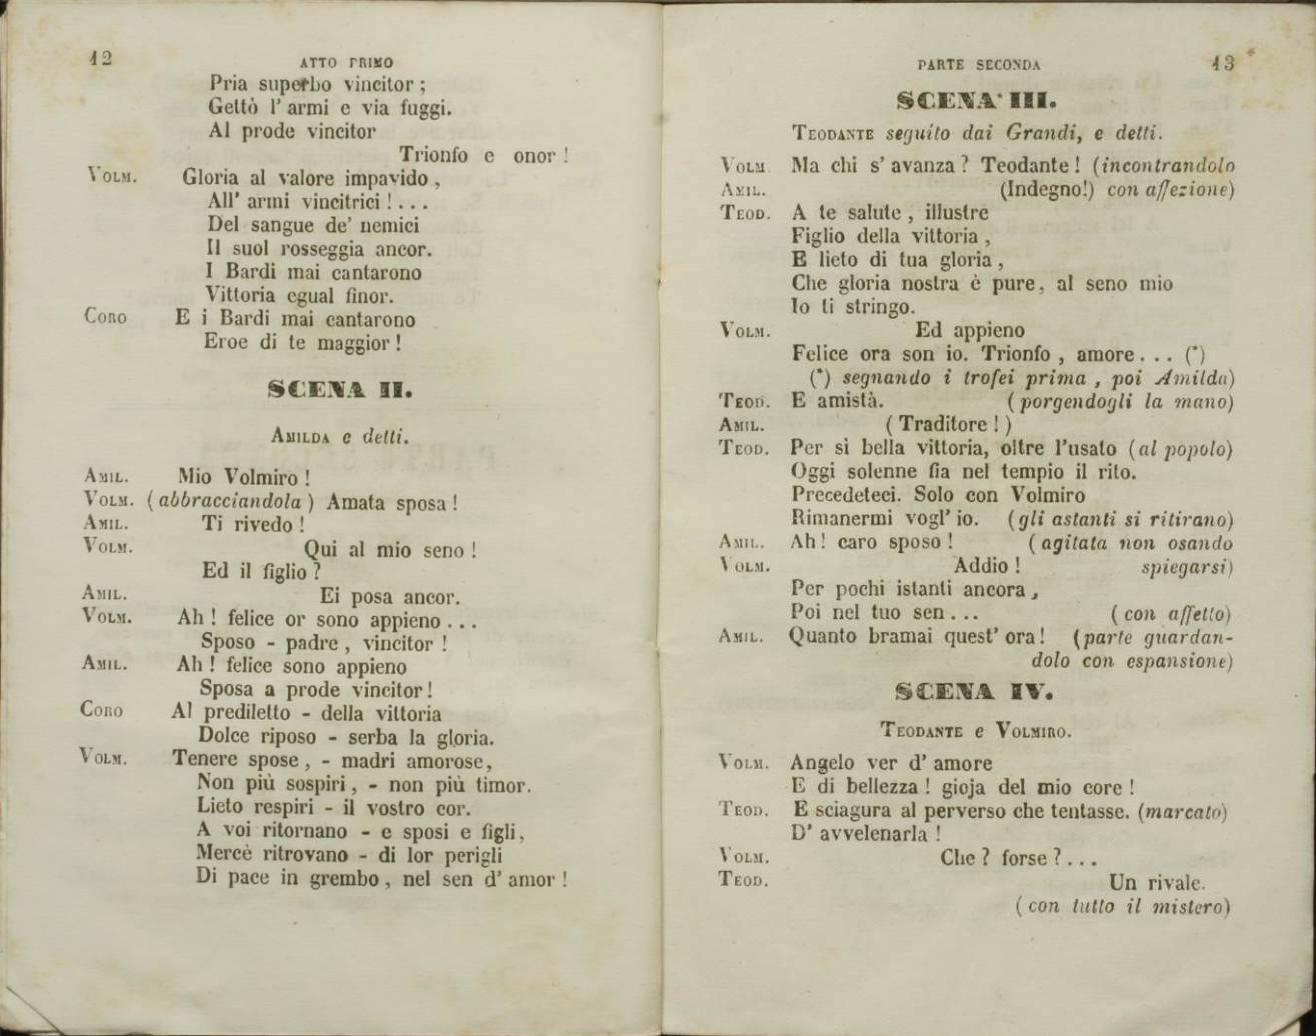 12
ATTO PRIMO
Pria superbo vincitor ;
Gettò l' armi e via fuggì.
Al prode vincitor
Trionfo e onor !
VOLM. Gloria al valore impavido ,
All' armi vincitrici ! . . .
Del sangue de' nemici
Il suol rosseggia ancor.
I Bardi mai cantarono
Vittoria egual finor.
CORO E i Bardi mai cantarono
Eroe di te maggior !
SCENA II.
AMILDA e detti.
AMIL. Mio Volmiro !
VOLM. ( abbracciandola ) Amata sposa !
AMIL. Ti rivedo !
VOLM. Qui al mio seno !
Ed il figlio ?
AMIL. Ei posa ancor.
VOLM. Ah ! felice or sono appieno . . .
Sposo - padre , vincitor !
AMIL. Ah ! felice sono appieno
Sposa a prode vincitor !
CORO Al prediletto - della vittoria
Dolce riposo - serba la gloria.
VOLM. Tenere spose , - madri amorose,
Non più sospiri , - non più timor.
Lieto respiri - il vostro cor.
A voi ritornano - e sposi e figli,
Mercè ritrovano - di lor perigli
Di pace in grembo , nel sen d' amor !
PARTE SECONDA
13
SCENA III.
TEODANTE seguito dai Grandi, e detti.
VOLM. Ma chi s' avanza ? Teodante ! (incontrandolo
AMIL. (Indegno!) con affezione)
TEOD. A te salute , illustre
Figlio della vittoria ,
E lieto di tua gloria ,
Che gloria nostra è pure, al seno mio
Io ti stringo.
VOLM. Ed appieno
Felice ora son io. Trionfo , amore . . . (*)
(*) segnando i trofei prima , poi Amilda)
TEOD. E amistà. ( porgendogli la mano)
AMIL. ( Traditore ! )
TEOD. Per sì bella vittoria, oltre l'usato (al popolo)
Oggi solenne fia nel tempio il rito.
Precedeteci. Solo con Volmiro
Rimanermi vogl' io. (gli astanti si ritirano)
AMIL. Ah ! caro sposo ! ( agitata non osando
VOLM. Addio ! spiegarsi)
Per pochi istanti ancora ,
Poi nel tuo sen . . . ( con affetto)
AMIL. Quanto bramai quest' ora ! (parte guardan-
dolo con espansione)
SCENA IV.
TEODANTE e VOLMIRO.
VOLM. Angelo ver d' amore
E di bellezza ! gioja del mio core !
TEOD. E sciagura al perverso che tentasse. (marcato)
D' avvelenarla !
VOLM. Che ? forse ? . . .
TEOD. Un rivale.
( con tutto il mistero)